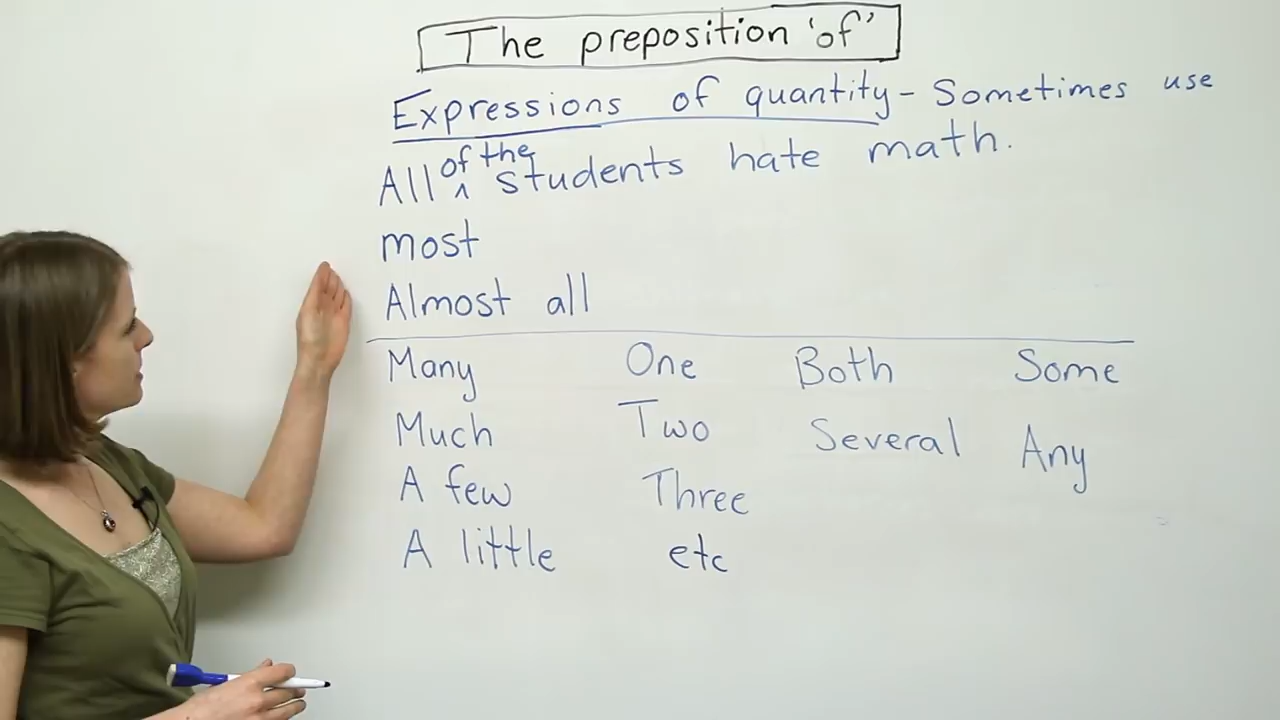 The preposition 'of'
Expressions of quantity - Sometimes use
All of the students hate math.
most
Almost all
Many One Both Some
Much Two Several Any
A few Three
A little etc